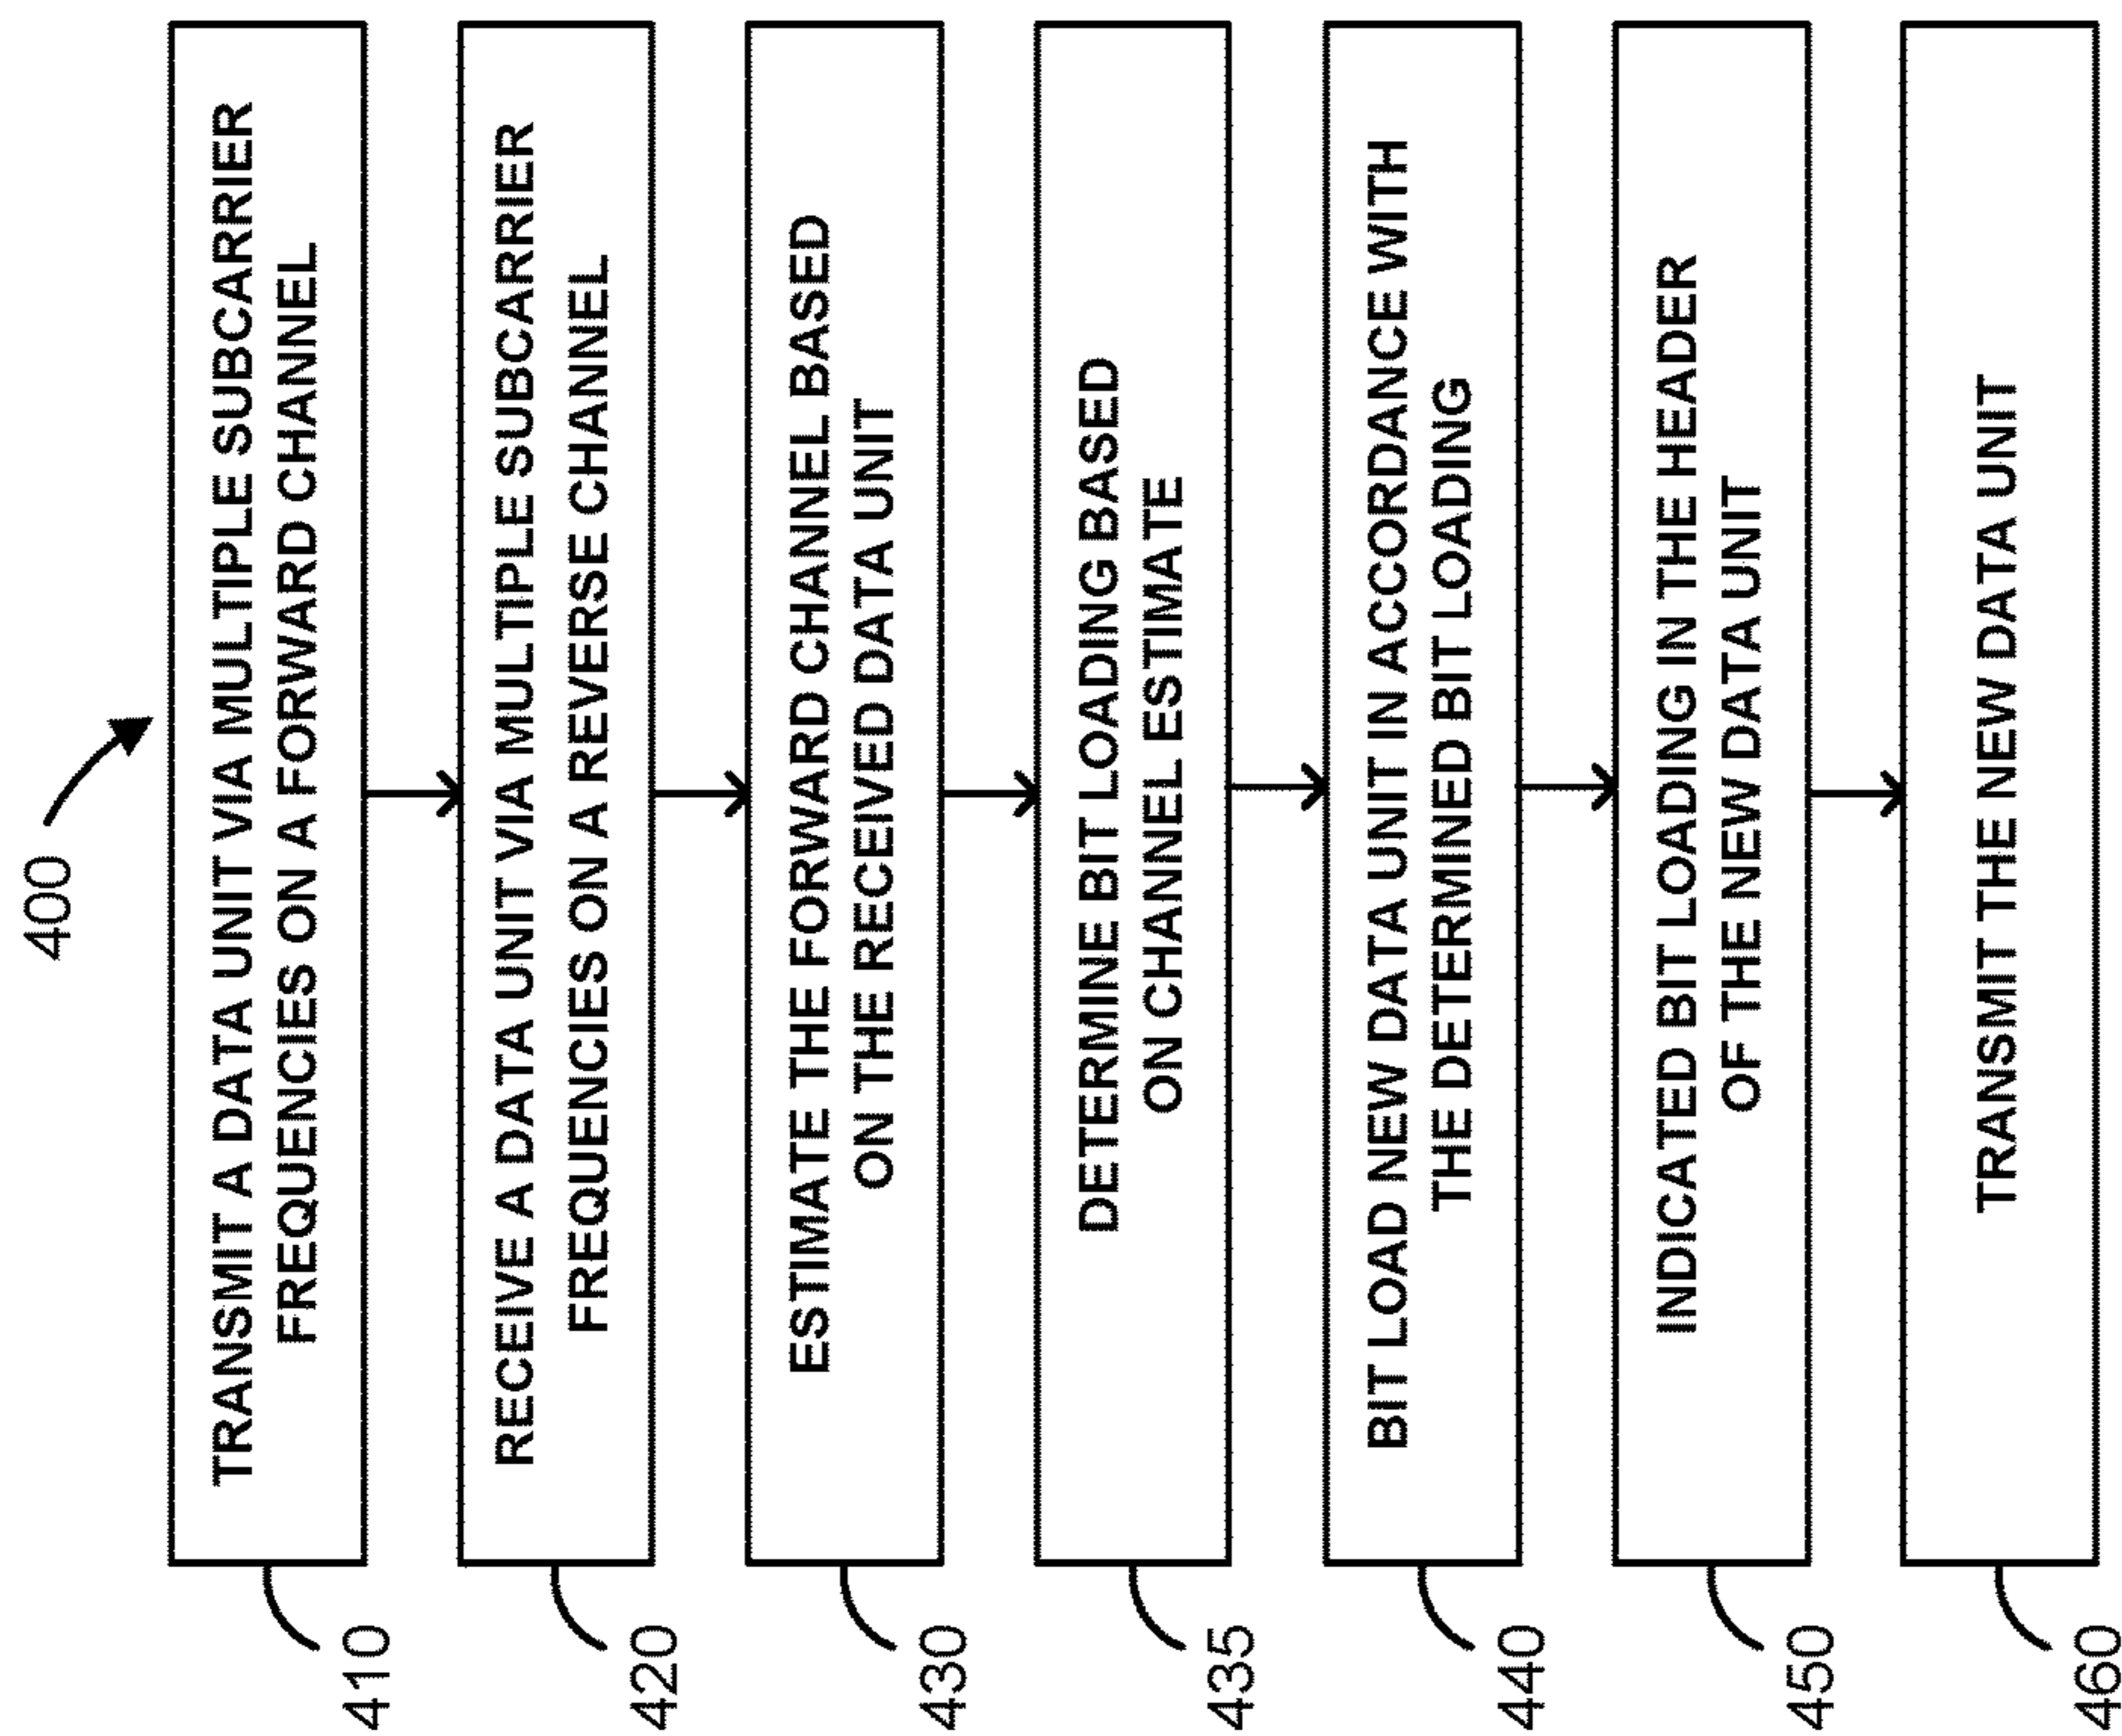 400
410
TRANSMIT A DATA UNIT VIA MULTIPLE SUBCARRIER
FREQUENCIES ON A FORWARD CHANNEL
420
RECEIVE A DATA UNIT VIA MULTIPLE SUBCARRIER
FREQUENCIES ON A REVERSE CHANNEL
430
ESTIMATE THE FORWARD CHANNEL BASED
ON THE RECEIVED DATA UNIT
435
DETERMINE BIT LOADING BASED
ON CHANNEL ESTIMATE
440
BIT LOAD NEW DATA UNIT IN ACCORDANCE WITH
THE DETERMINED BIT LOADING
450
INDICATED BIT LOADING IN THE HEADER
OF THE NEW DATA UNIT
460
TRANSMIT THE NEW DATA UNIT